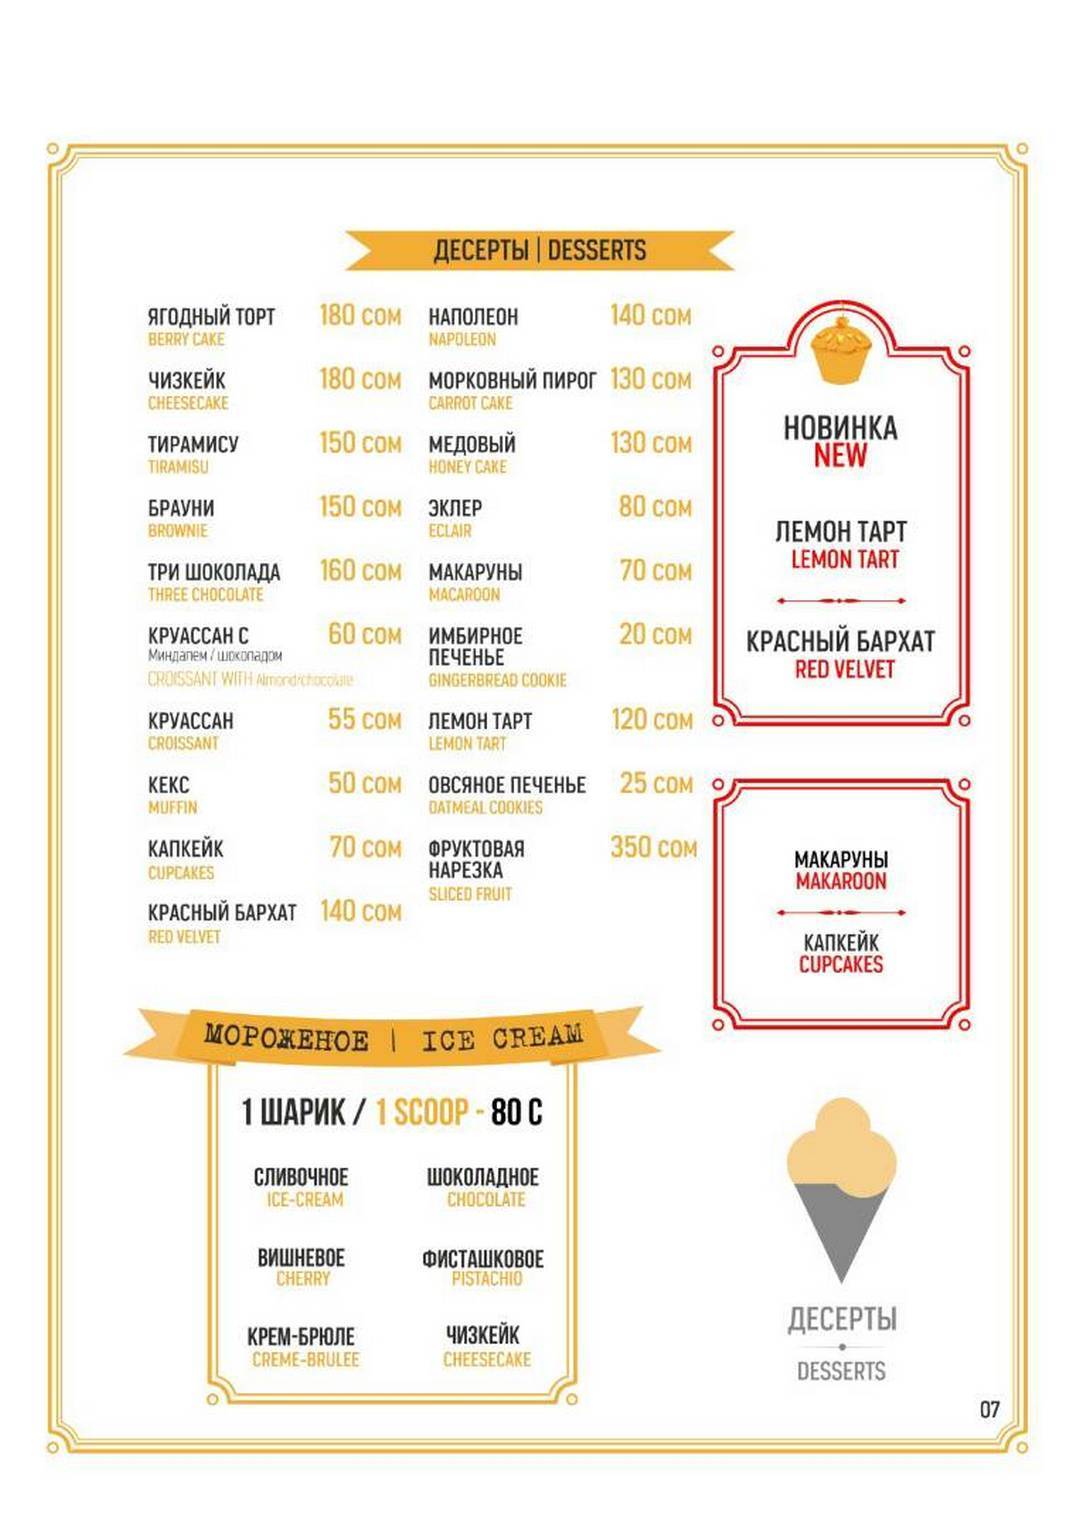 ДЕСЕРТЫ | DESSERTS
ЯГОДНЫЙ ТОРТ 180 СОМ
BERRY CAKE
ЧИЗКЕЙК 180 СОМ
CHEESECAKE
ТИРАМИСУ 150 СОМ
TIRAMISU
БРАУНИ 150 СОМ
BROWNIE
ТРИ ШОКОЛАДА 160 СОМ
THREE CHOCOLATE
КРУАССАН С 60 СОМ
Миндалем / шоколадом
CROISSANT WITH Almond/chocolate
КРУАССАН 55 СОМ
CROISSANT
КЕКС 50 СОМ
MUFFIN
КАПКЕЙК 70 СОМ
CUPCAKES
КРАСНЫЙ БАРХАТ 140 СОМ
RED VELVET
НАПОЛЕОН 140 СОМ
NAPOLEON
МОРКОВНЫЙ ПИРОГ 130 СОМ
CARROT CAKE
МЕДОВЫЙ 130 СОМ
HONEY CAKE
ЭКЛЕР 80 СОМ
ECLAIR
МАКАРУНЫ 70 СОМ
MACAROON
ИМБИРНОЕ 20 СОМ
ПЕЧЕНЬЕ
GINGERBREAD COOKIE
ЛЕМОН ТАРТ 120 СОМ
LEMON TART
ОВСЯНОЕ ПЕЧЕНЬЕ 25 СОМ
OATMEAL COOKIES
ФРУКТОВАЯ 350 СОМ
НАРЕЗКА
SLICED FRUIT
НОВИНКА
NEW
ЛЕМОН ТАРТ
LEMON TART
КРАСНЫЙ БАРХАТ
RED VELVET
МАКАРУНЫ
MAKAROON
КАПКЕЙК
CUPCAKES
МОРОЖЕНОЕ | ICE CREAM
1 ШАРИК / 1 SCOOP - 80 С
СЛИВОЧНОЕ
ICE-CREAM
ШОКОЛАДНОЕ
CHOCOLATE
ВИШНЕВОЕ
CHERRY
ФИСТАШКОВОЕ
PISTACHIO
КРЕМ-БРЮЛЕ
CREME-BRULEE
ЧИЗКЕЙК
CHEESECAKE
ДЕСЕРТЫ
DESSERTS
07